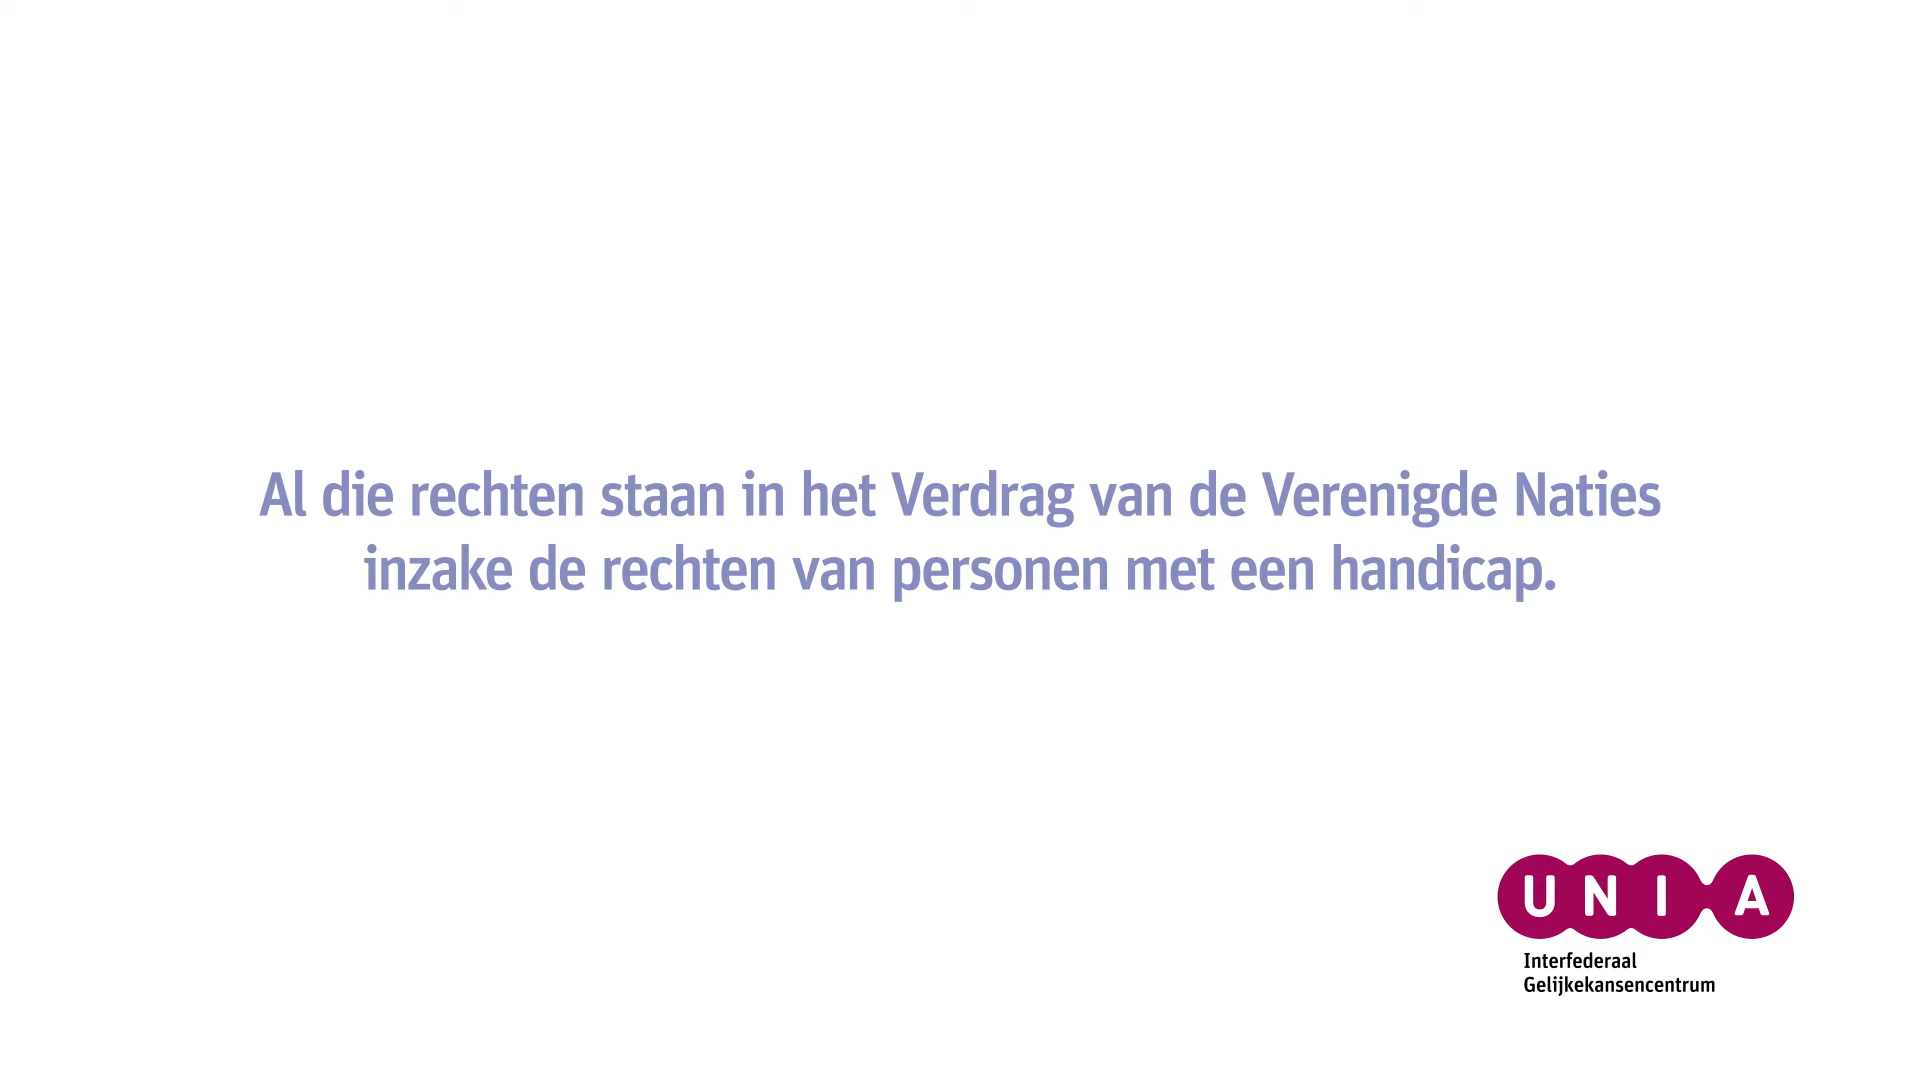 Al die rechten staan in het Verdrag van de Verenigde Naties
inzake de rechten van personen met een handicap.
UNIA
Interfederaal
Gelijkekansencentrum